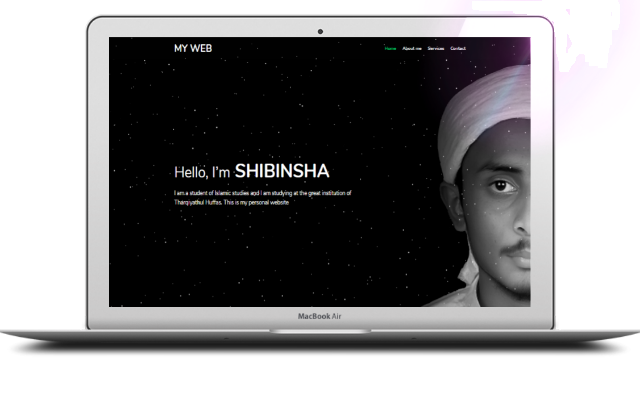 MY WEB
Home About me Services Contact
Hello, I'm SHIBINSHA
I am a student of Islamic studies and I am studying at the great institution of
Thargiyathul Huffas. This is my personal website
MacBook Air